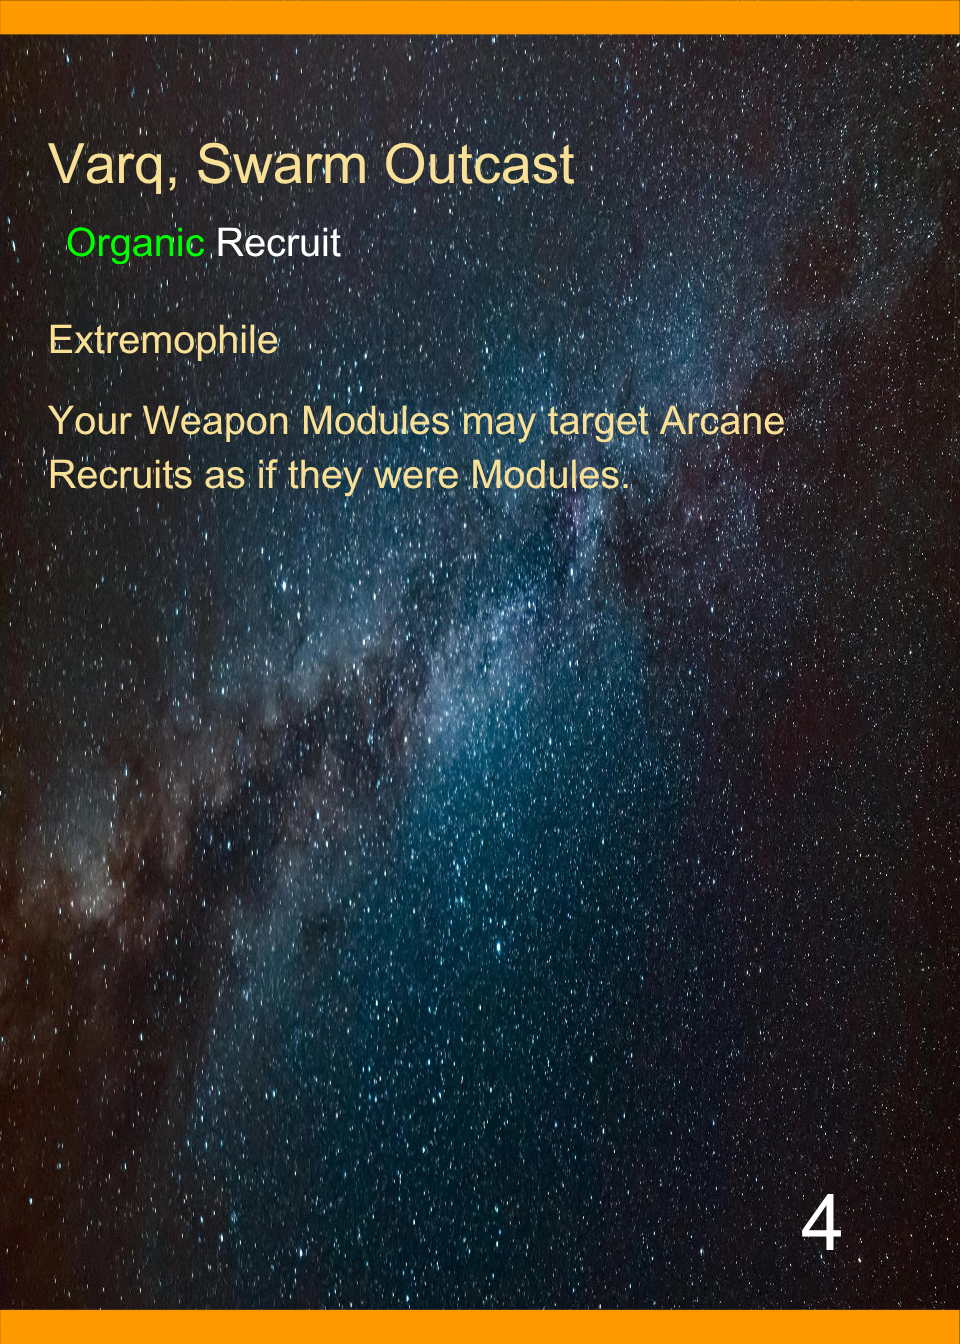 Varq, Swarm Outcast
Organic Recruit
Extremophile
Your Weapon Modules may target Arcane
Recruits as if they were Modules.
4